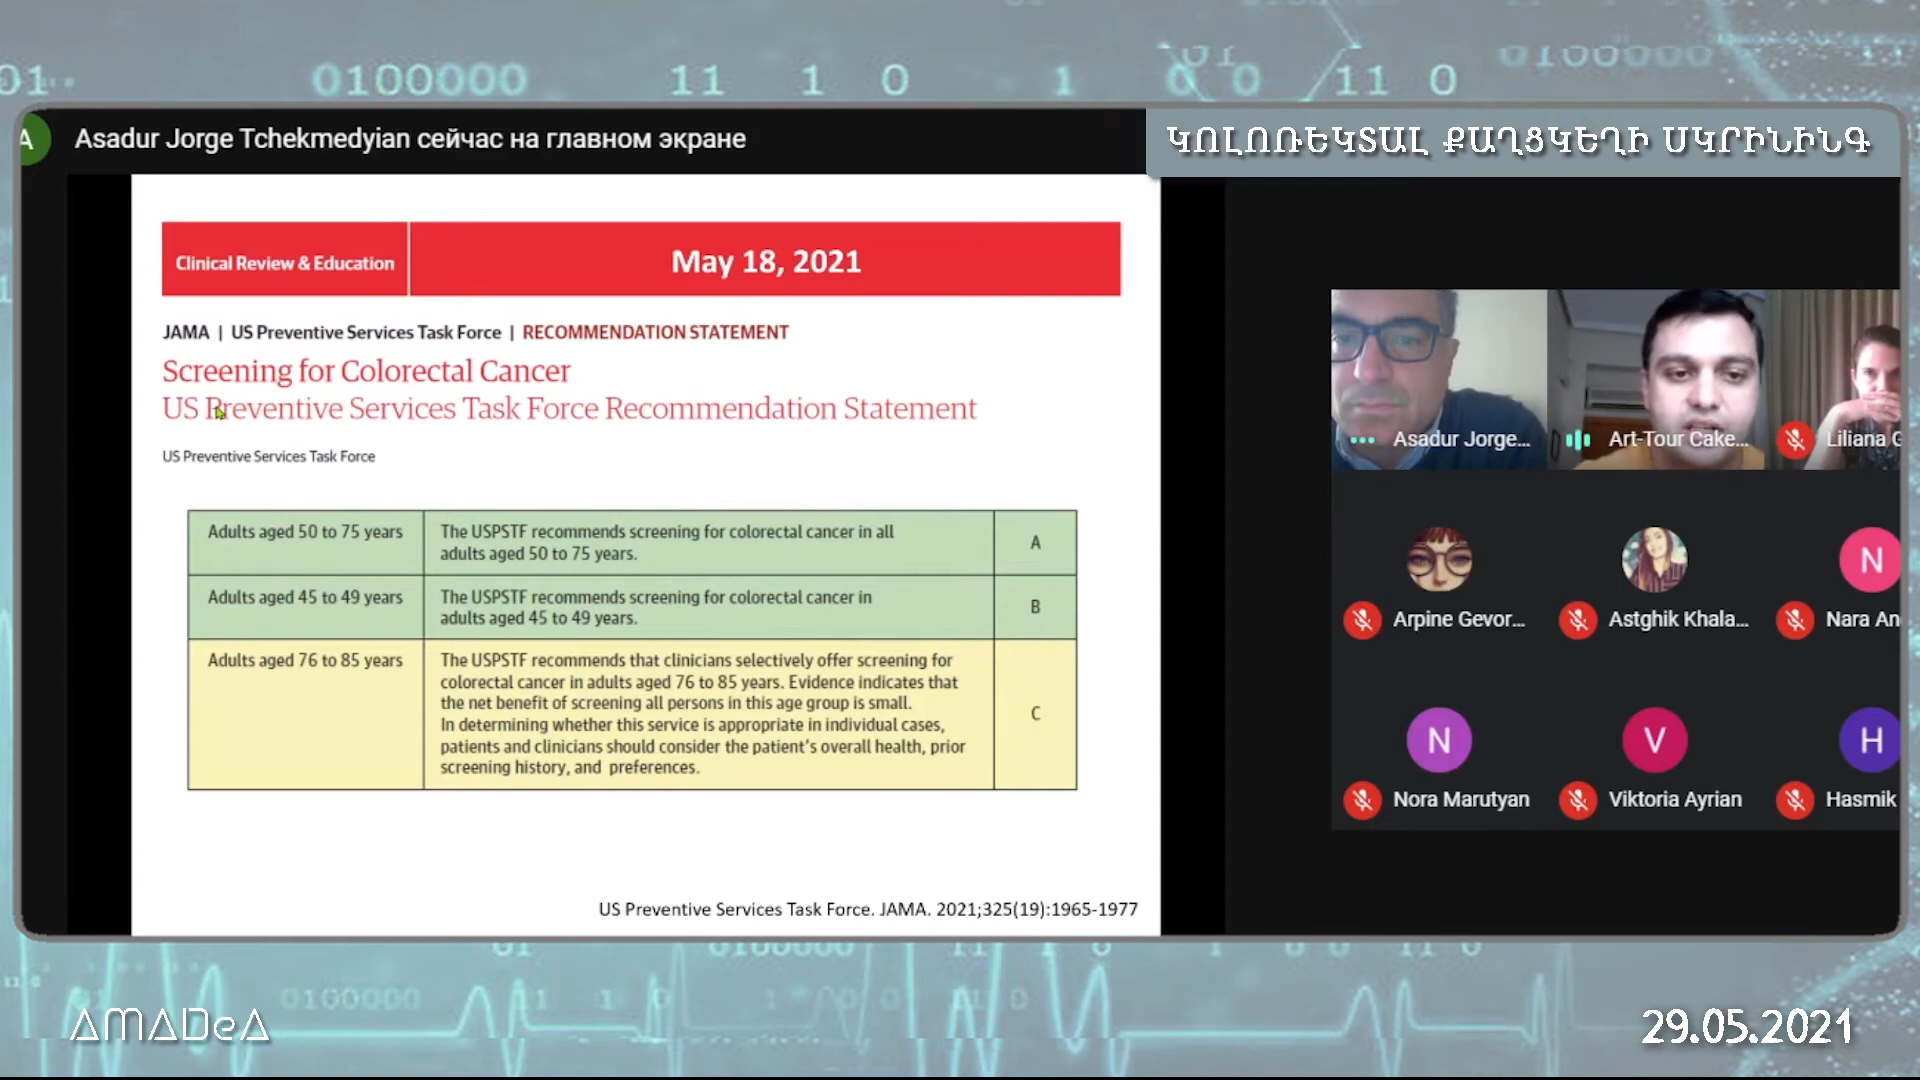 01
0100000
11 1 0
1
0 0
11 0
0100000
A
Asadur Jorge Tchekmedyian сейчас на главном экране
ԿՈԼՈՌԵԿՏԱԼ ՔԱՂՑԿԵՂԻ ՍԿՐԻՆԻՆԳ
Clinical Review & Education
May 18, 2021
JAMA | US Preventive Services Task Force | RECOMMENDATION STATEMENT
Screening for Colorectal Cancer
US Preventive Services Task Force Recommendation Statement
US Preventive Services Task Force
Adults aged 50 to 75 years
The USPSTF recommends screening for colorectal cancer in all
adults aged 50 to 75 years.
A
Adults aged 45 to 49 years
The USPSTF recommends screening for colorectal cancer in
adults aged 45 to 49 years.
B
Adults aged 76 to 85 years
The USPSTF recommends that clinicians selectively offer screening for
colorectal cancer in adults aged 76 to 85 years. Evidence indicates that
the net benefit of screening all persons in this age group is small.
In determining whether this service is appropriate in individual cases,
patients and clinicians should consider the patient's overall health, prior
screening history, and preferences.
C
US Preventive Services Task Force. JAMA. 2021;325(19):1965-1977
Asadur Jorge...
Art-Tour Cake...
Liliana G
Arpine Gevor...
Astghik Khala...
N
Nara An
N
Nora Marutyan
V
Viktoria Ayrian
H
Hasmik
0100000
AMADeA
29.05.2021